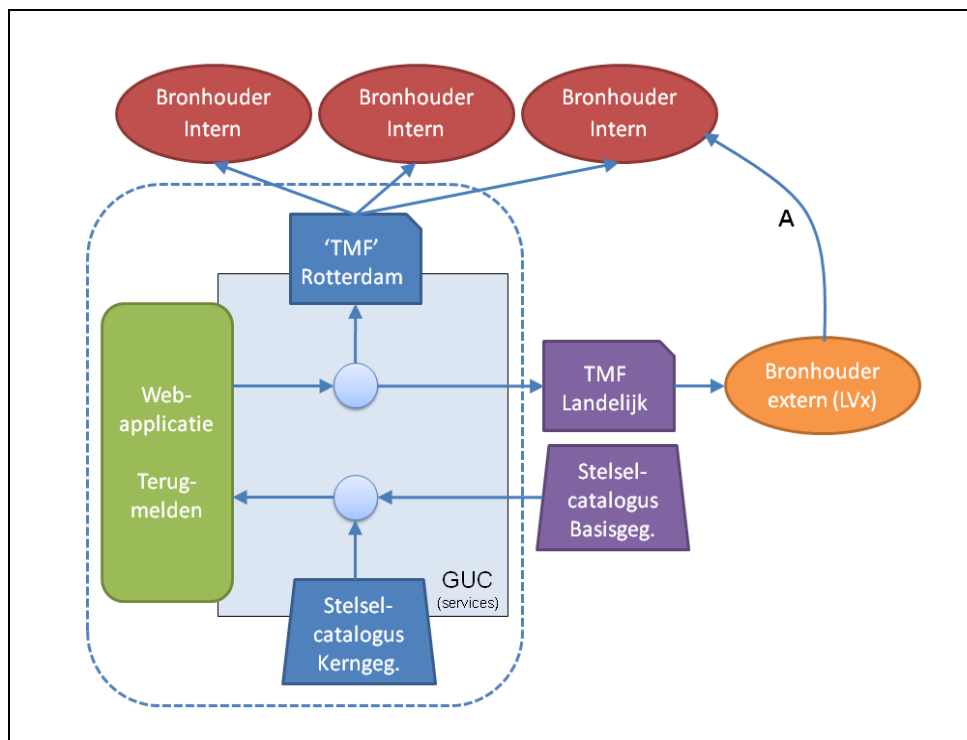 Bronhouder
Intern
Bronhouder
Intern
Bronhouder
Intern
A
‘TMF’
Rotterdam
Web-
applicatie
Terug-
melden
TMF
Landelijk
Bronhouder
extern (LVx)
Stelsel-
catalogus
Basisgeg.
GUC
(services)
Stelsel-
catalogus
Kerngeg.